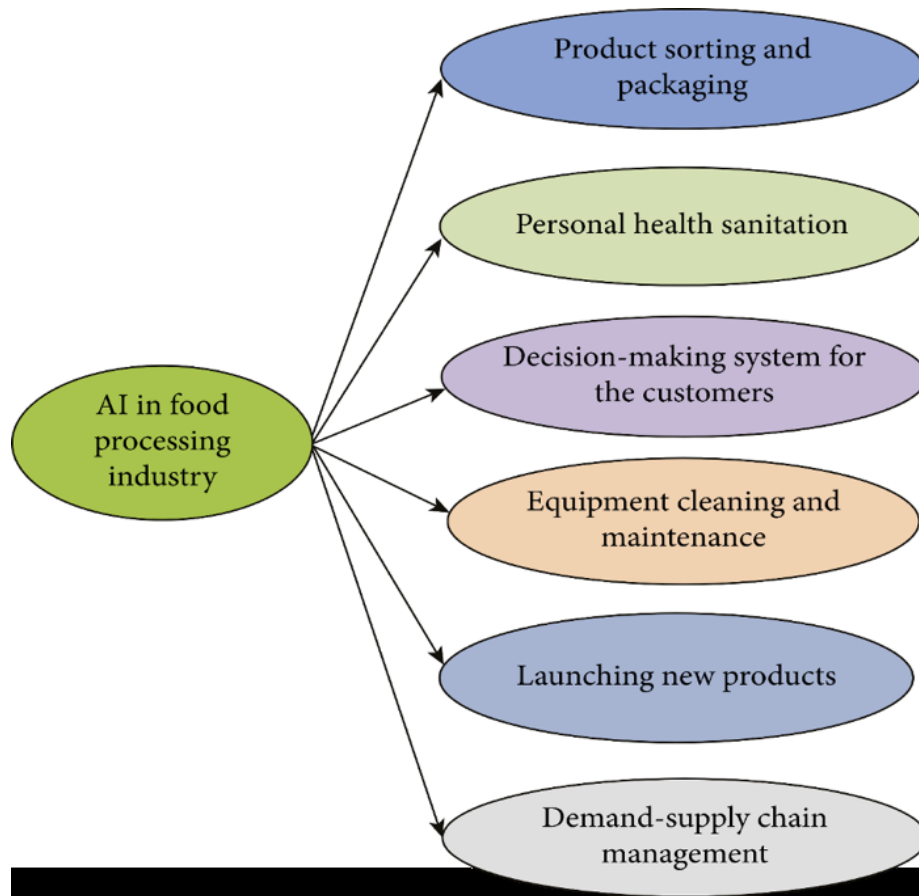 Product sorting and
packaging
Personal health sanitation
Decision-making system for
the customers
AI in food
processing
industry
Equipment cleaning and
maintenance
Launching new products
Demand-supply chain
management